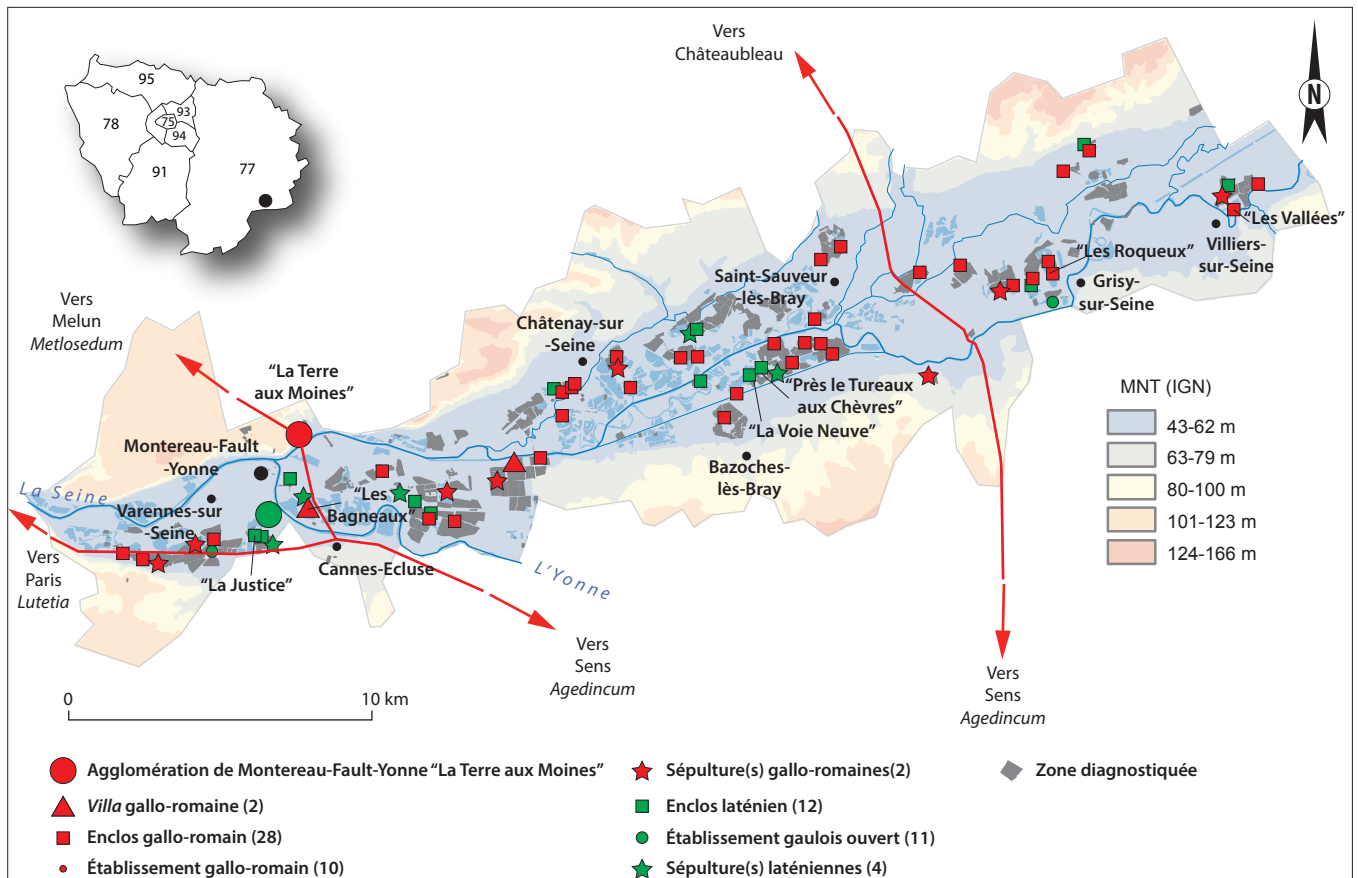 95
78
93
75
94
91
77
Vers
Châteaubleau
N
"Les Vallées"
Villiers-
sur-Seine
"Les Roqueux"
Grisy-
sur-Seine
Saint-Sauveur
-lès-Bray
Châtenay-sur
-Seine
Vers
Melun
Metlosedum
"La Terre
aux Moines"
Montereau-Fault
-Yonne
"Près le Tureaux
aux Chèvres"
"La Voie Neuve"
Bazoches-
lès-Bray
La Seine
Varennes-sur
-Seine
"Les
Bagneaux"
Vers
Paris
Lutetia
"La Justice"
Cannes-Ecluse
L'Yonne
Vers
Sens
Agedincum
Vers
Sens
Agedincum
MNT (IGN)
43-62 m
63-79 m
80-100 m
101-123 m
124-166 m
0 10 km
Agglomération de Montereau-Fault-Yonne "La Terre aux Moines"
Villa gallo-romaine (2)
Enclos gallo-romain (28)
Établissement gallo-romain (10)
Sépulture(s) gallo-romaines(2)
Enclos laténien (12)
Établissement gaulois ouvert (11)
Sépulture(s) laténiennes (4)
Zone diagnostiquée